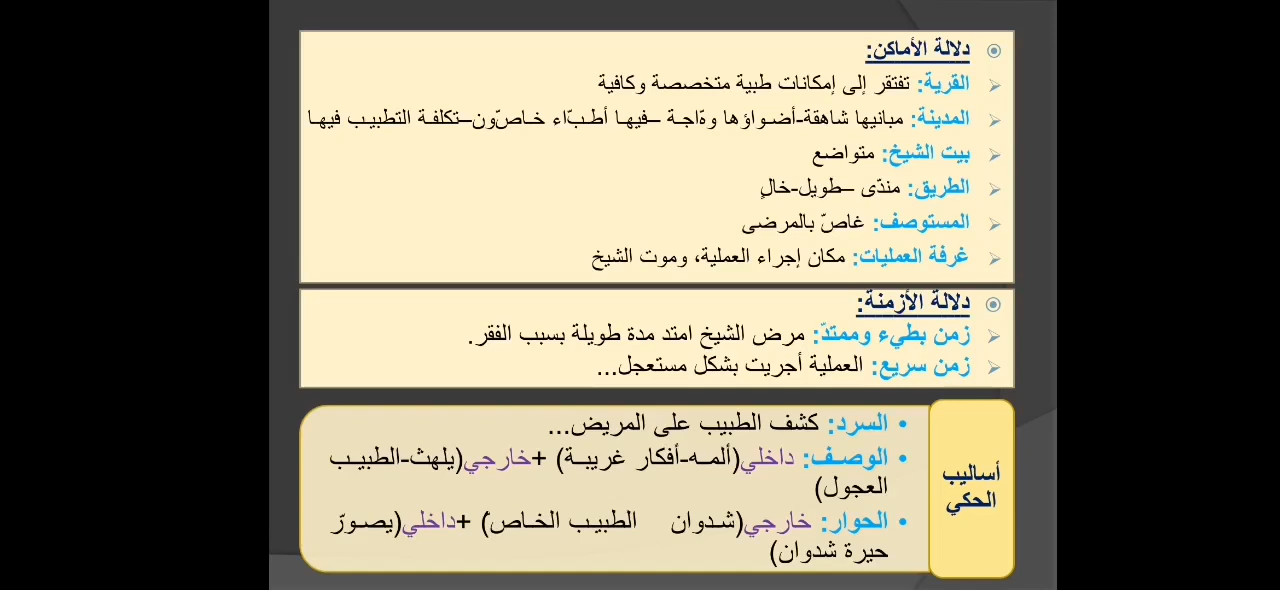 دلالة الأماكن:
القرية: تفتقر إلى إمكانات طبية متخصصة وكافية
المدينة: مبانيها شاهقة-أضواؤها وهّاجة –فيها أطبّاء خاصّون–تكلفة التطبيب فيها
بيت الشيخ: متواضع
الطريق: مندّى –طويل-خالٍ
المستوصف: غاصّ بالمرضى
غرفة العمليات: مكان إجراء العملية، وموت الشيخ
دلالة الأزمنة:
زمن بطيء وممتدّ: مرض الشيخ امتد مدة طويلة بسبب الفقر.
زمن سريع: العملية أجريت بشكل مستعجل...
أساليب
الحكي
السرد: كشف الطبيب على المريض...
الوصف: داخلي(ألمه-أفكار غريبة) +خارجي(يلهث-الطبيب
العجول)
الحوار: خارجي(شدوان الطبيب الخاص) +داخلي(يصوّر
حيرة شدوان)